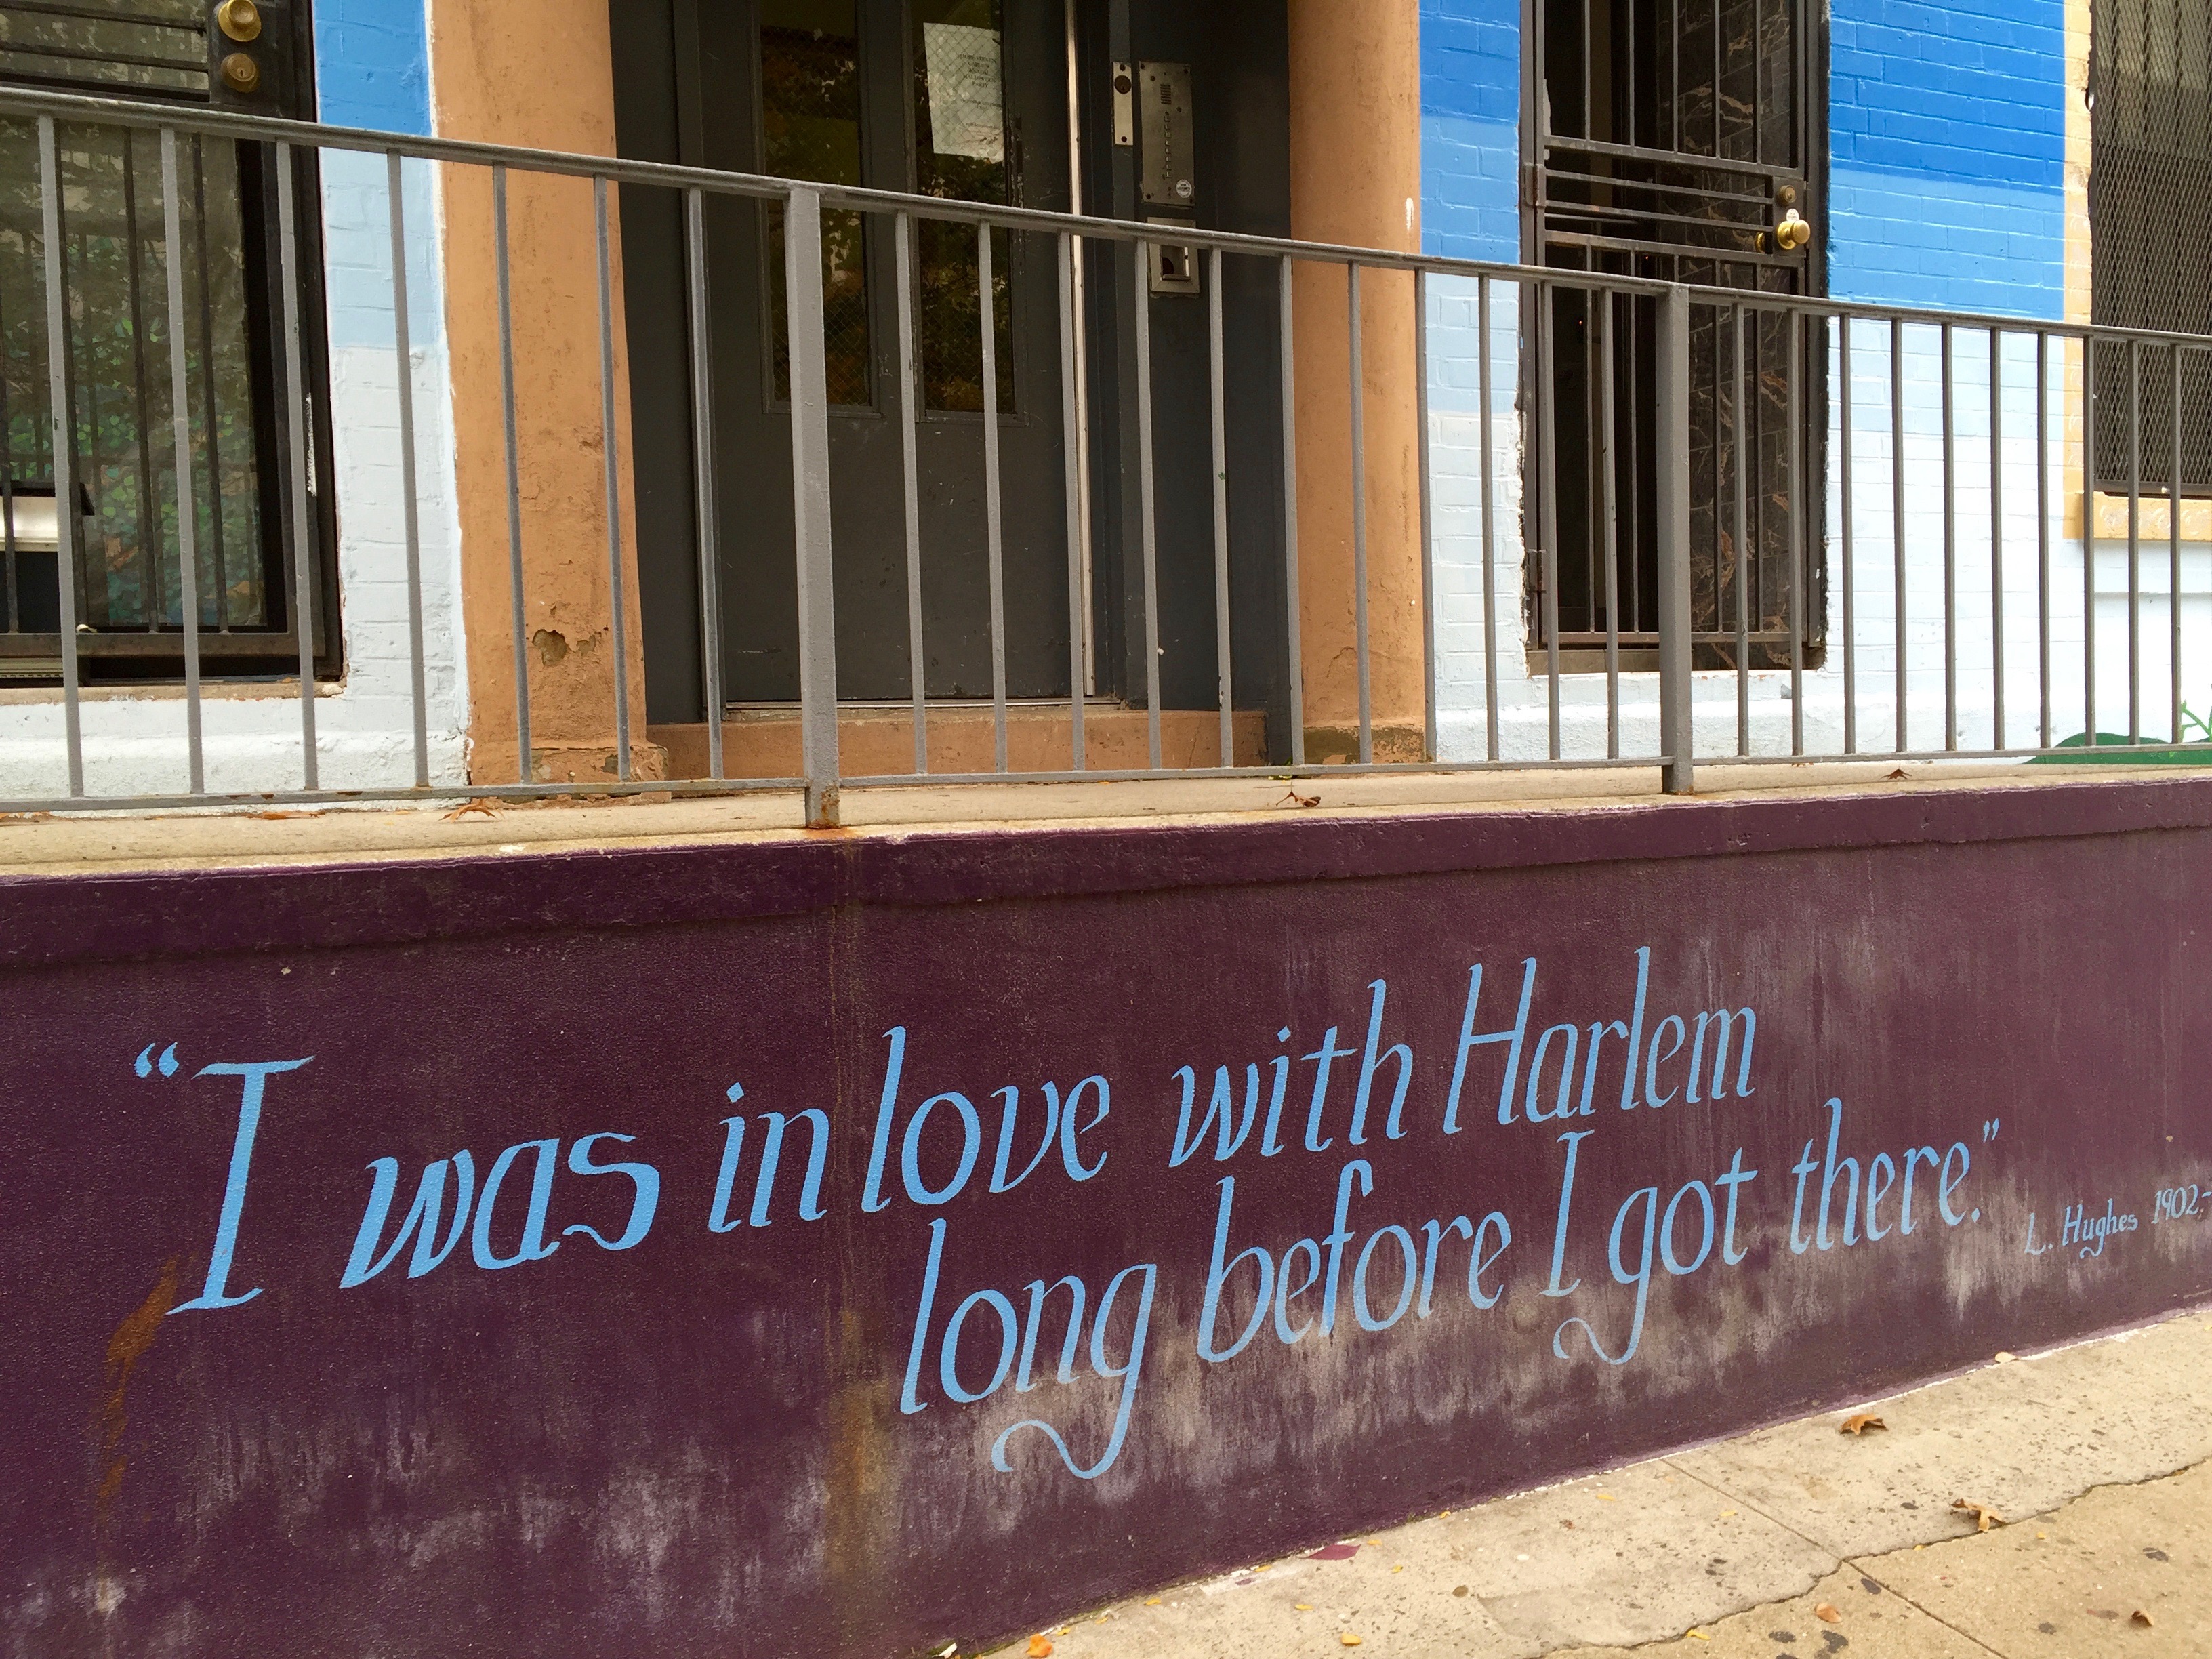 “I was in love with Harlem
long before I got there.”
L. Hughes 1902-